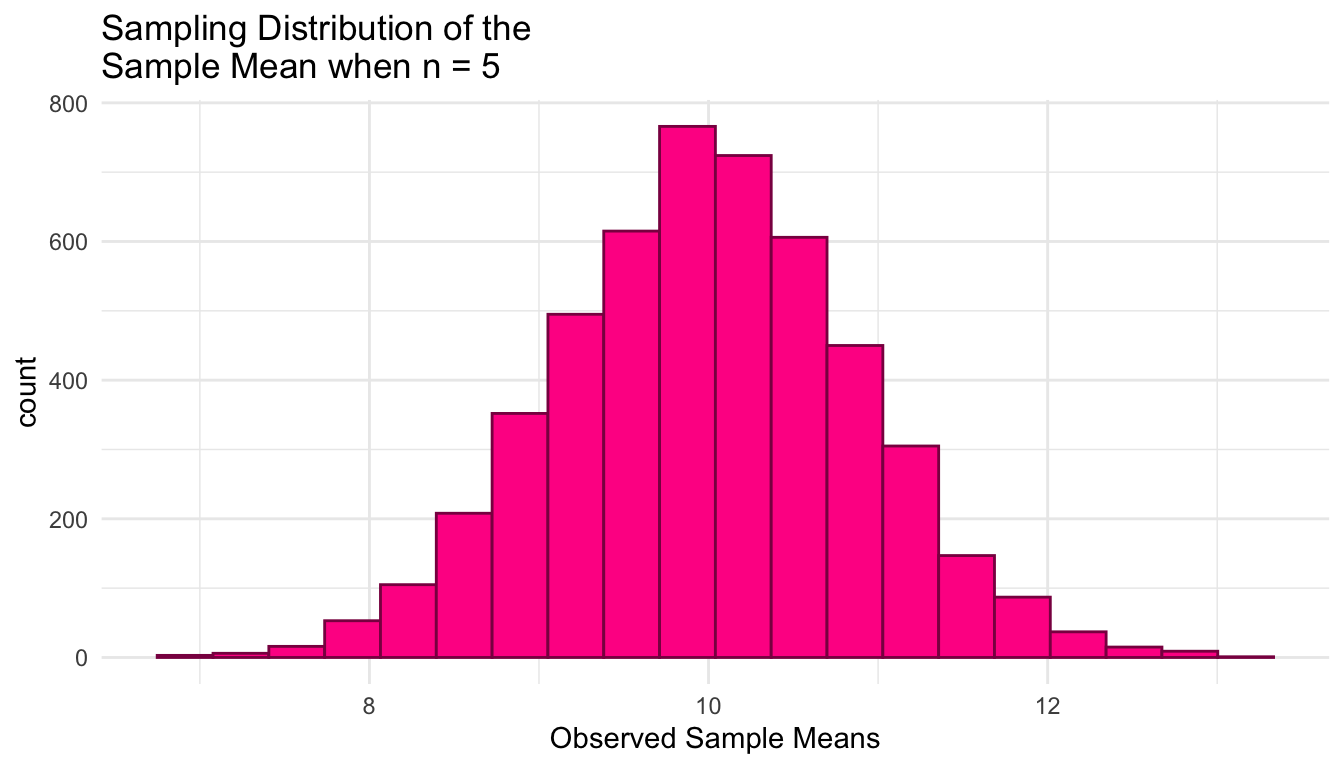 Sampling Distribution of the
Sample Mean when n = 5
800
600
400
200
0
count
8 10 12
Observed Sample Means